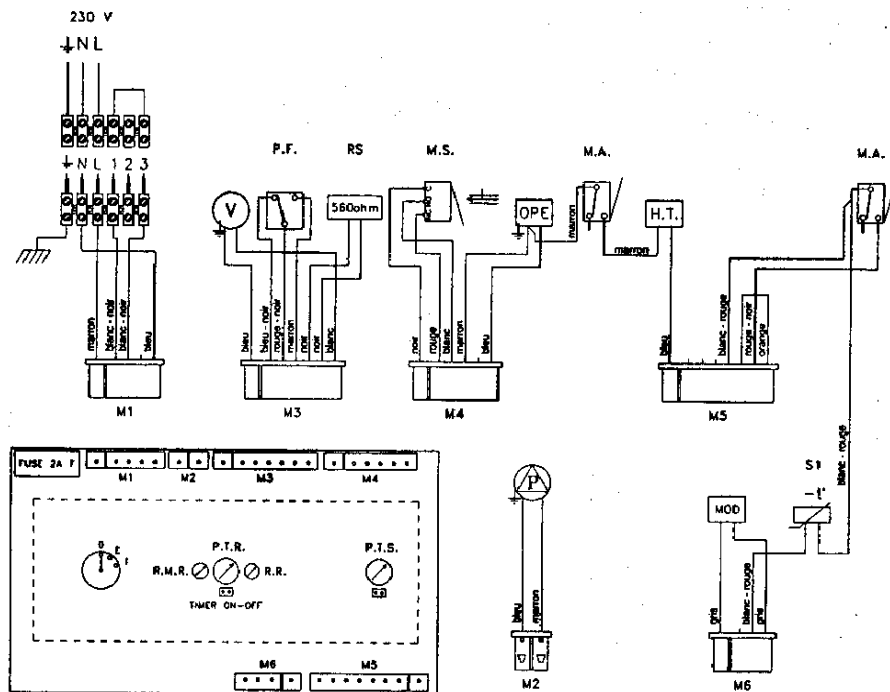 230 V
⏚ N L
⏚ N L 1 2 3
P.F.
RS
M.S.
M.A.
M.A.
V
560ohm
C
NO
NC
OPE
H.T.
marron
marron
marron
blanc - noir
blanc - noir
bleu
bleu
bleu - noir
rouge - noir
marron
noir
noir
blanc
noir
rouge
blanc
marron
bleu
bleu
blanc - rouge
rouge - noir
orange
M1
M3
M4
M5
FUSE 2A F
M1
M2
M3
M4
0
E
I
P.T.R.
R.M.R.
R.R.
TIMER ON-OFF
P.T.S.
M6
M5
P
bleu
marron
M2
S1
-t°
MOD
blanc - rouge
gris
blanc - rouge
gris
M6